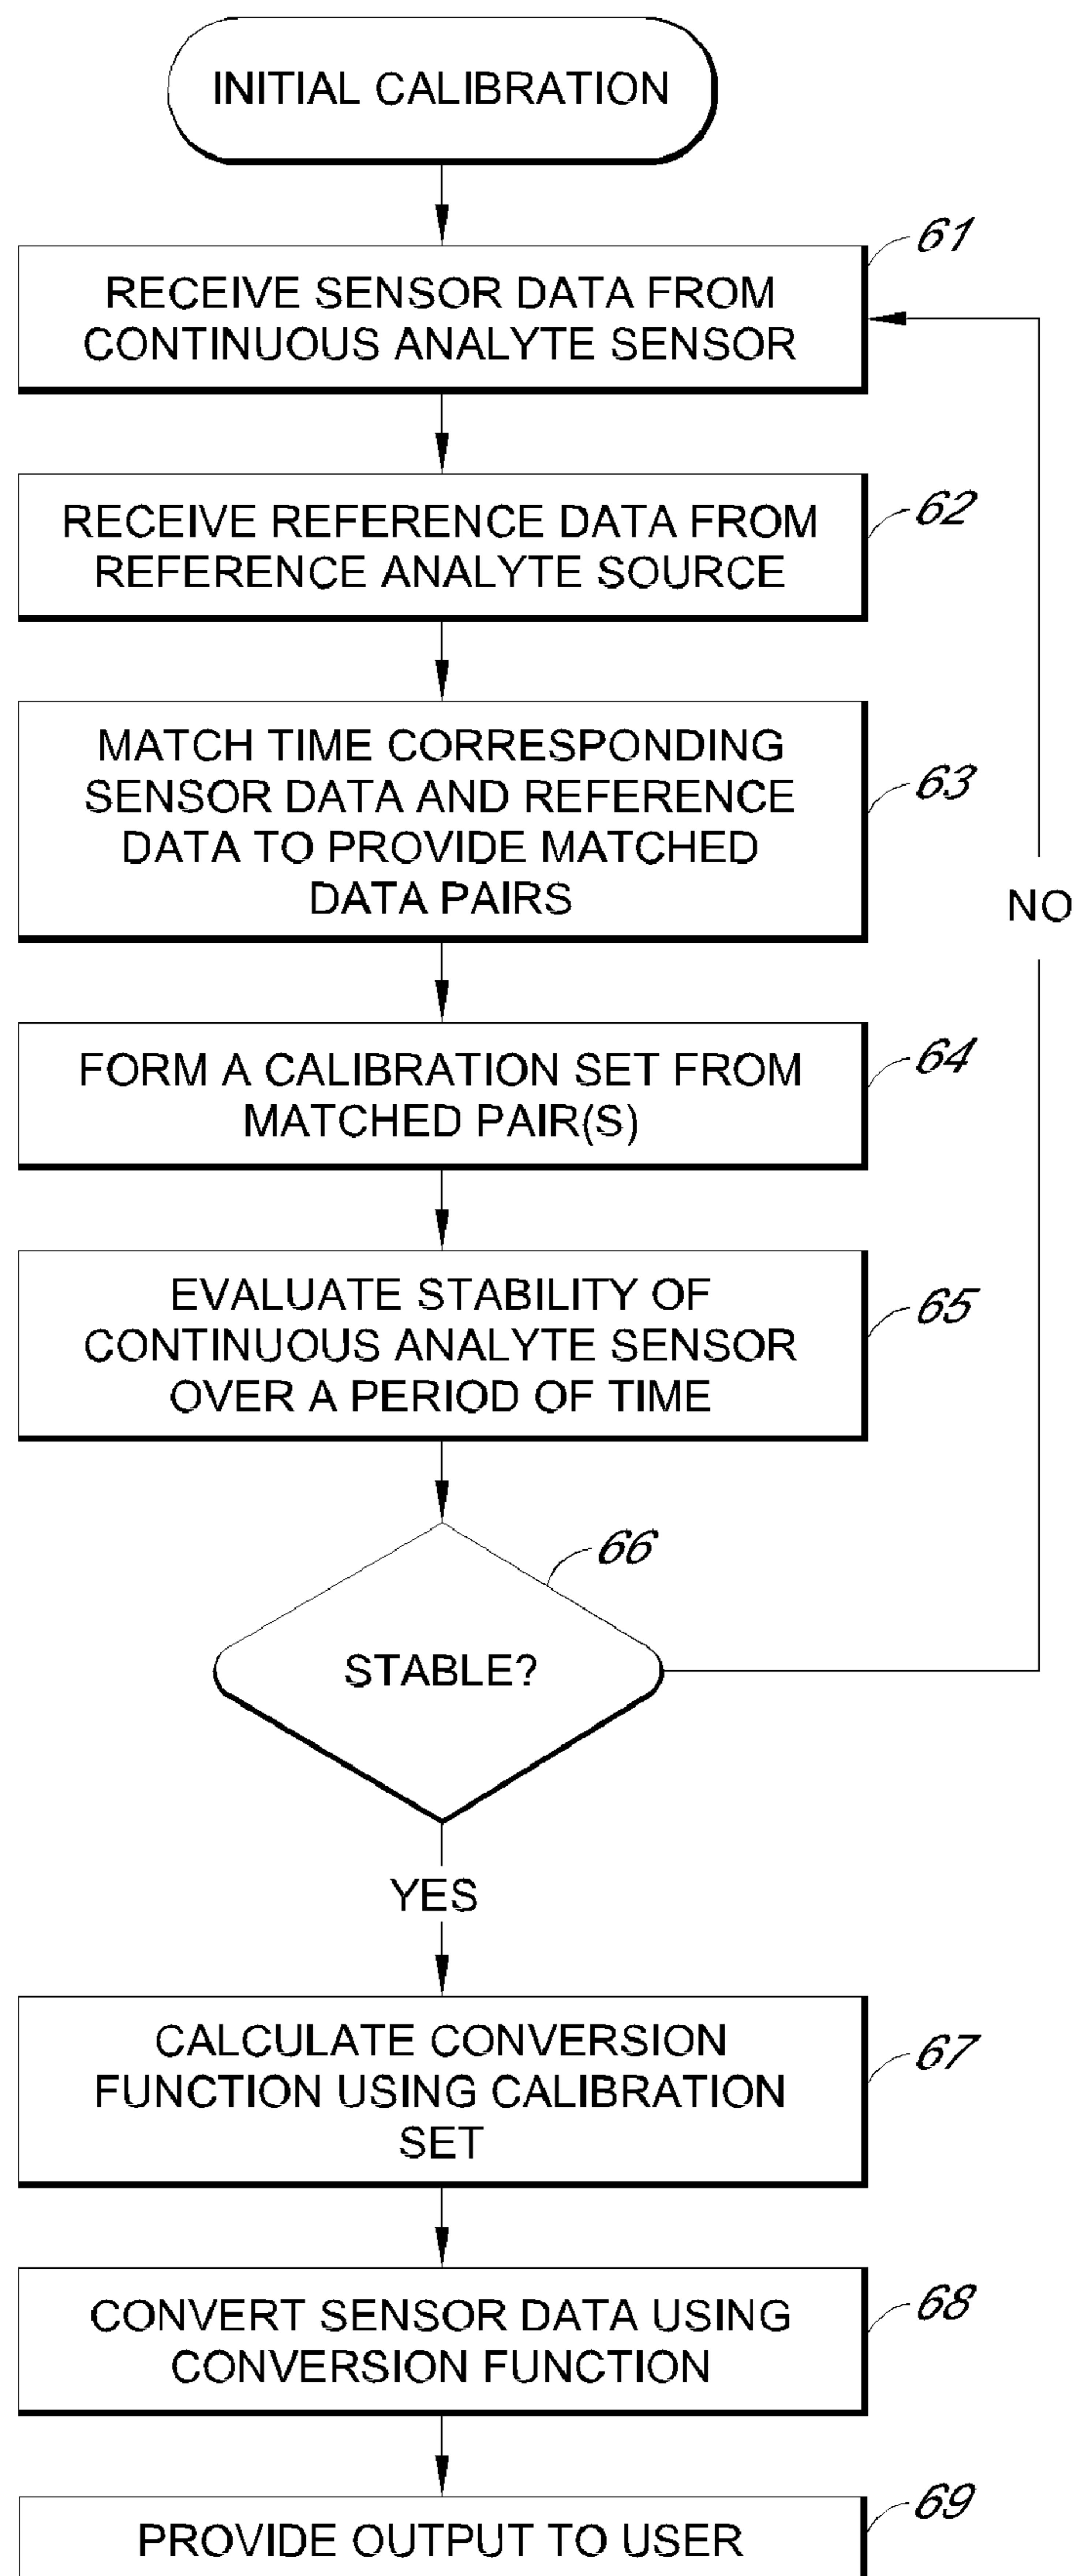 INITIAL CALIBRATION
61
RECEIVE SENSOR DATA FROM
CONTINUOUS ANALYTE SENSOR
62
RECEIVE REFERENCE DATA FROM
REFERENCE ANALYTE SOURCE
63
MATCH TIME CORRESPONDING
SENSOR DATA AND REFERENCE
DATA TO PROVIDE MATCHED
DATA PAIRS
NO
64
FORM A CALIBRATION SET FROM
MATCHED PAIR(S)
65
EVALUATE STABILITY OF
CONTINUOUS ANALYTE SENSOR
OVER A PERIOD OF TIME
66
STABLE?
YES
67
CALCULATE CONVERSION
FUNCTION USING CALIBRATION
SET
68
CONVERT SENSOR DATA USING
CONVERSION FUNCTION
69
PROVIDE OUTPUT TO USER